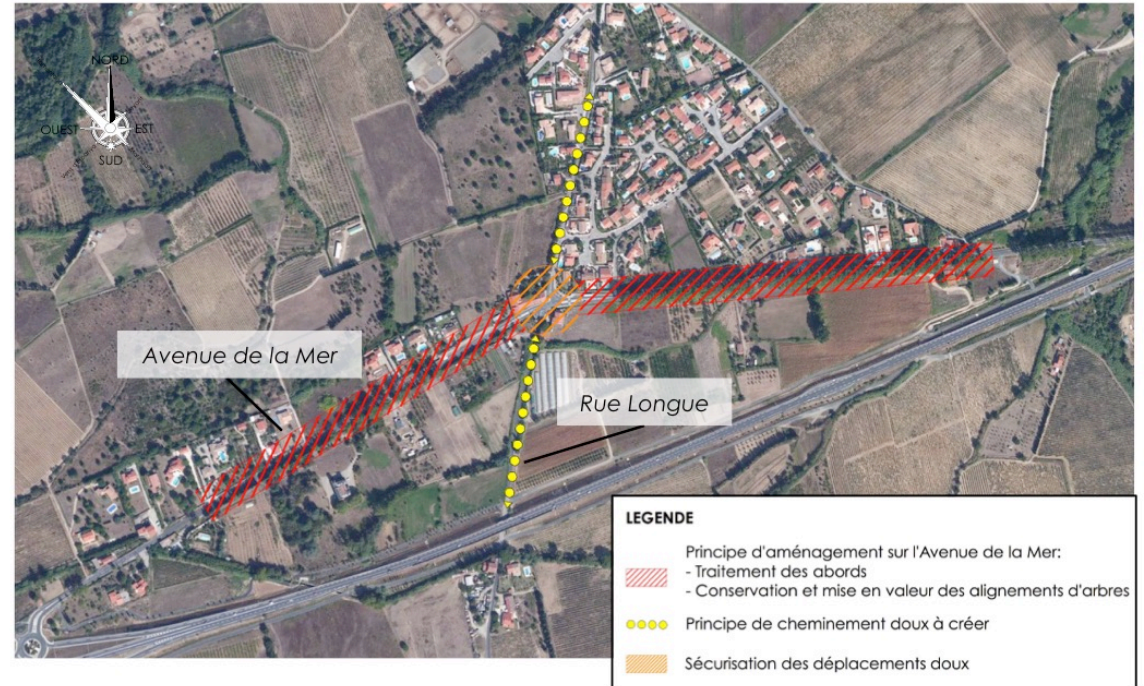 NORD
OUEST
EST
SUD
Avenue de la Mer
Rue Longue
LEGENDE
Principe d'aménagement sur l'Avenue de la Mer:
- Traitement des abords
- Conservation et mise en valeur des alignements d'arbres
Principe de cheminement doux à créer
Sécurisation des déplacements doux